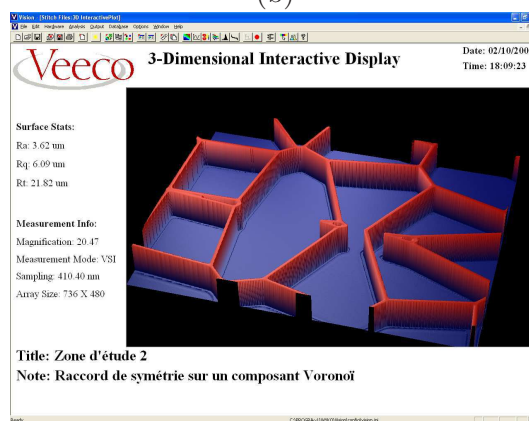 (b)
Vision - [Stitch Files:3D InteractivePlot]
File Edit Hardware Analysis Output Database Options Window Help
Veeco
3-Dimensional Interactive Display
Date: 02/10/200
Time: 18:09:23
Surface Stats:
Ra: 3.62 um
Rq: 6.09 um
Rt: 21.82 um
Measurement Info:
Magnification: 20.47
Measurement Mode: VSI
Sampling: 410.40 nm
Array Size: 736 X 480
Title: Zone d'étude 2
Note: Raccord de symétrie sur un composant Voronoï
Ready